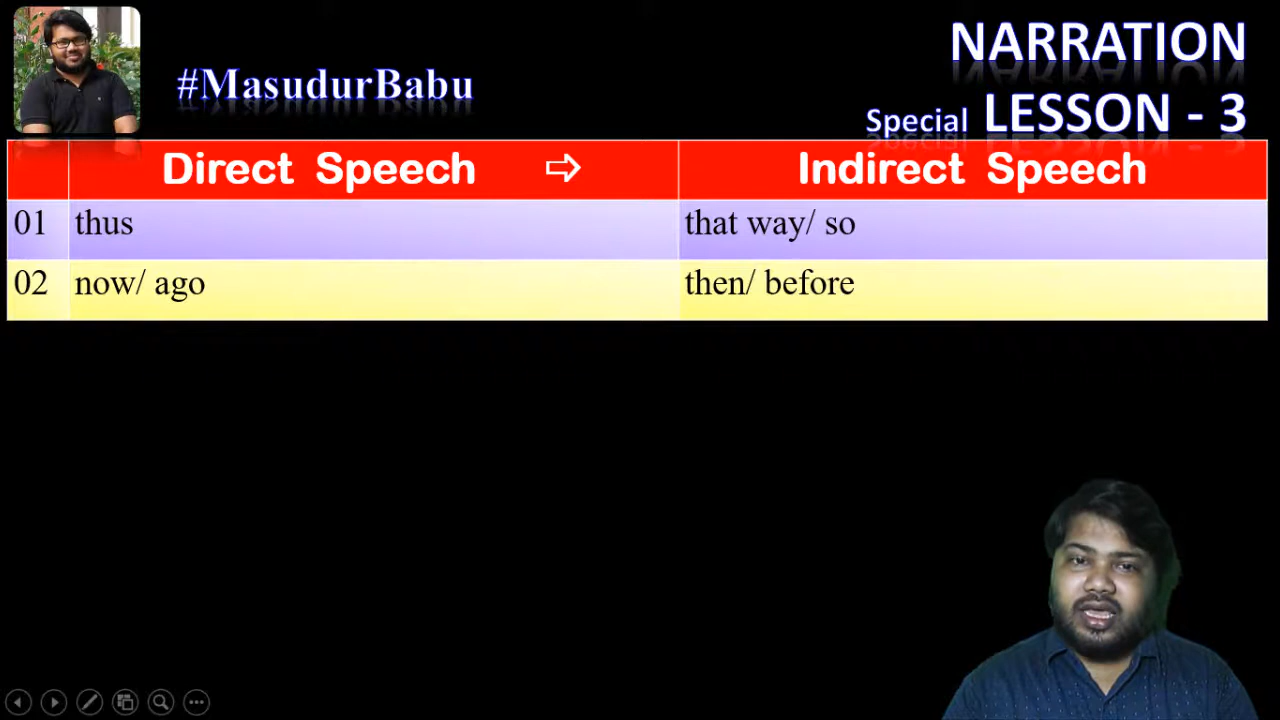 #MasudurBabu
NARRATION
Special LESSON - 3
Direct Speech ⇨ Indirect Speech
01 thus that way/ so
02 now/ ago then/ before